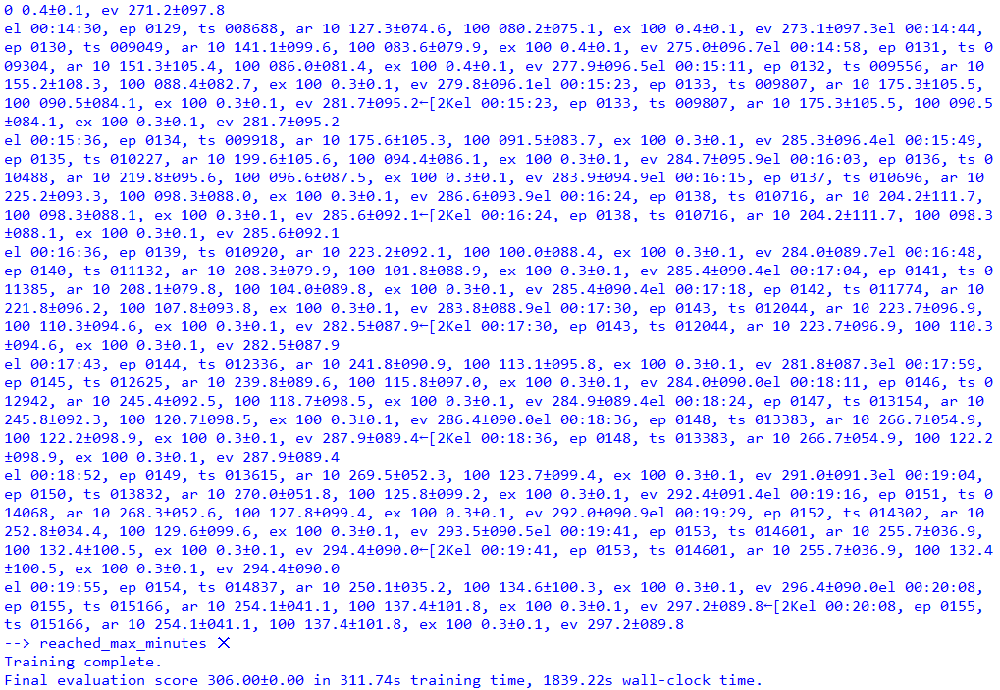 0 0.4±0.1, ev 271.2±097.8
el 00:14:30, ep 0129, ts 008688, ar 10 127.3±074.6, 100 080.2±075.1, ex 100 0.4±0.1, ev 273.1±097.3el 00:14:44,
ep 0130, ts 009049, ar 10 141.1±099.6, 100 083.6±079.9, ex 100 0.4±0.1, ev 275.0±096.7el 00:14:58, ep 0131, ts 0
09304, ar 10 151.3±105.4, 100 086.0±081.4, ex 100 0.4±0.1, ev 277.9±096.5el 00:15:11, ep 0132, ts 009556, ar 10
155.2±108.3, 100 088.4±082.7, ex 100 0.3±0.1, ev 279.8±096.1el 00:15:23, ep 0133, ts 009807, ar 10 175.3±105.5,
100 090.5±084.1, ex 100 0.3±0.1, ev 281.7±095.2←[2Kel 00:15:23, ep 0133, ts 009807, ar 10 175.3±105.5, 100 090.5
±084.1, ex 100 0.3±0.1, ev 281.7±095.2
el 00:15:36, ep 0134, ts 009918, ar 10 175.6±105.3, 100 091.5±083.7, ex 100 0.3±0.1, ev 285.3±096.4el 00:15:49,
ep 0135, ts 010227, ar 10 199.6±105.6, 100 094.4±086.1, ex 100 0.3±0.1, ev 284.7±095.9el 00:16:03, ep 0136, ts 0
10488, ar 10 219.8±095.6, 100 096.6±087.5, ex 100 0.3±0.1, ev 283.9±094.9el 00:16:15, ep 0137, ts 010696, ar 10
225.2±093.3, 100 098.3±088.0, ex 100 0.3±0.1, ev 286.6±093.9el 00:16:24, ep 0138, ts 010716, ar 10 204.2±111.7,
100 098.3±088.1, ex 100 0.3±0.1, ev 285.6±092.1←[2Kel 00:16:24, ep 0138, ts 010716, ar 10 204.2±111.7, 100 098.3
±088.1, ex 100 0.3±0.1, ev 285.6±092.1
el 00:16:36, ep 0139, ts 010920, ar 10 223.2±092.1, 100 100.0±088.4, ex 100 0.3±0.1, ev 284.0±089.7el 00:16:48,
ep 0140, ts 011132, ar 10 208.3±079.9, 100 101.8±088.9, ex 100 0.3±0.1, ev 285.4±090.4el 00:17:04, ep 0141, ts 0
11385, ar 10 208.1±079.8, 100 104.0±089.8, ex 100 0.3±0.1, ev 285.4±090.4el 00:17:18, ep 0142, ts 011774, ar 10
221.8±096.2, 100 107.8±093.8, ex 100 0.3±0.1, ev 283.8±088.9el 00:17:30, ep 0143, ts 012044, ar 10 223.7±096.9,
100 110.3±094.6, ex 100 0.3±0.1, ev 282.5±087.9←[2Kel 00:17:30, ep 0143, ts 012044, ar 10 223.7±096.9, 100 110.3
±094.6, ex 100 0.3±0.1, ev 282.5±087.9
el 00:17:43, ep 0144, ts 012336, ar 10 241.8±090.9, 100 113.1±095.8, ex 100 0.3±0.1, ev 281.8±087.3el 00:17:59,
ep 0145, ts 012625, ar 10 239.8±089.6, 100 115.8±097.0, ex 100 0.3±0.1, ev 284.0±090.0el 00:18:11, ep 0146, ts 0
12942, ar 10 245.4±092.5, 100 118.7±098.5, ex 100 0.3±0.1, ev 284.9±089.4el 00:18:24, ep 0147, ts 013154, ar 10
245.8±092.3, 100 120.7±098.5, ex 100 0.3±0.1, ev 286.4±090.0el 00:18:36, ep 0148, ts 013383, ar 10 266.7±054.9,
100 122.2±098.9, ex 100 0.3±0.1, ev 287.9±089.4←[2Kel 00:18:36, ep 0148, ts 013383, ar 10 266.7±054.9, 100 122.2
±098.9, ex 100 0.3±0.1, ev 287.9±089.4
el 00:18:52, ep 0149, ts 013615, ar 10 269.5±052.3, 100 123.7±099.4, ex 100 0.3±0.1, ev 291.0±091.3el 00:19:04,
ep 0150, ts 013832, ar 10 270.0±051.8, 100 125.8±099.2, ex 100 0.3±0.1, ev 292.4±091.4el 00:19:16, ep 0151, ts 0
14068, ar 10 268.3±052.6, 100 127.8±099.4, ex 100 0.3±0.1, ev 292.0±090.9el 00:19:29, ep 0152, ts 014302, ar 10
252.8±034.4, 100 129.6±099.6, ex 100 0.3±0.1, ev 293.5±090.5el 00:19:41, ep 0153, ts 014601, ar 10 255.7±036.9,
100 132.4±100.5, ex 100 0.3±0.1, ev 294.4±090.0←[2Kel 00:19:41, ep 0153, ts 014601, ar 10 255.7±036.9, 100 132.4
±100.5, ex 100 0.3±0.1, ev 294.4±090.0
el 00:19:55, ep 0154, ts 014837, ar 10 250.1±035.2, 100 134.6±100.3, ex 100 0.3±0.1, ev 296.4±090.0el 00:20:08,
ep 0155, ts 015166, ar 10 254.1±041.1, 100 137.4±101.8, ex 100 0.3±0.1, ev 297.2±089.8←[2Kel 00:20:08, ep 0155,
ts 015166, ar 10 254.1±041.1, 100 137.4±101.8, ex 100 0.3±0.1, ev 297.2±089.8
--> reached_max_minutes ✕
Training complete.
Final evaluation score 306.00±0.00 in 311.74s training time, 1839.22s wall-clock time.